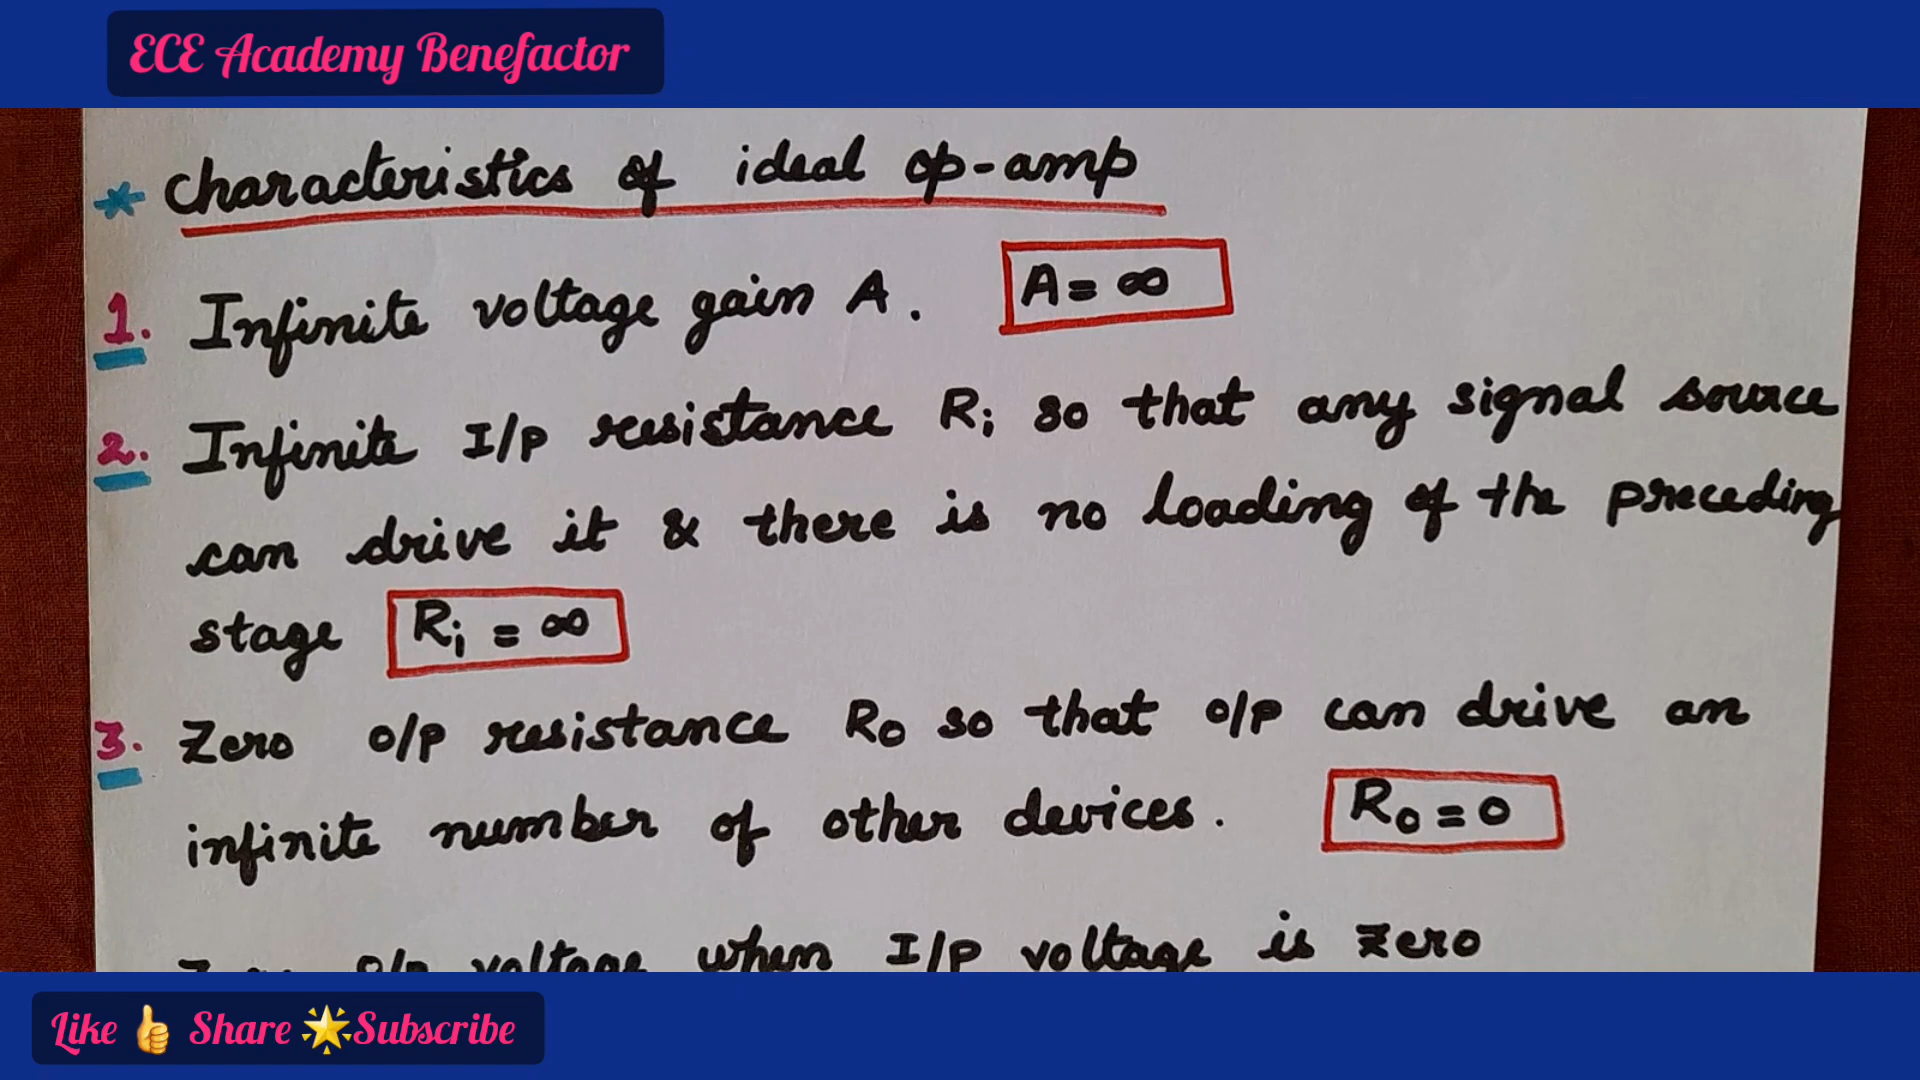 ECE Academy Benefactor
* Characteristics of ideal op-amp
1. Infinite voltage gain A. A = ∞
2. Infinite I/p resistance Ri so that any signal source
can drive it & there is no loading of the preceding
stage Ri = ∞
3. Zero o/p resistance Ro so that o/p can drive an
infinite number of other devices. Ro = 0
Zero o/p voltage when I/p voltage is zero
Like 👍 Share 🌟Subscribe